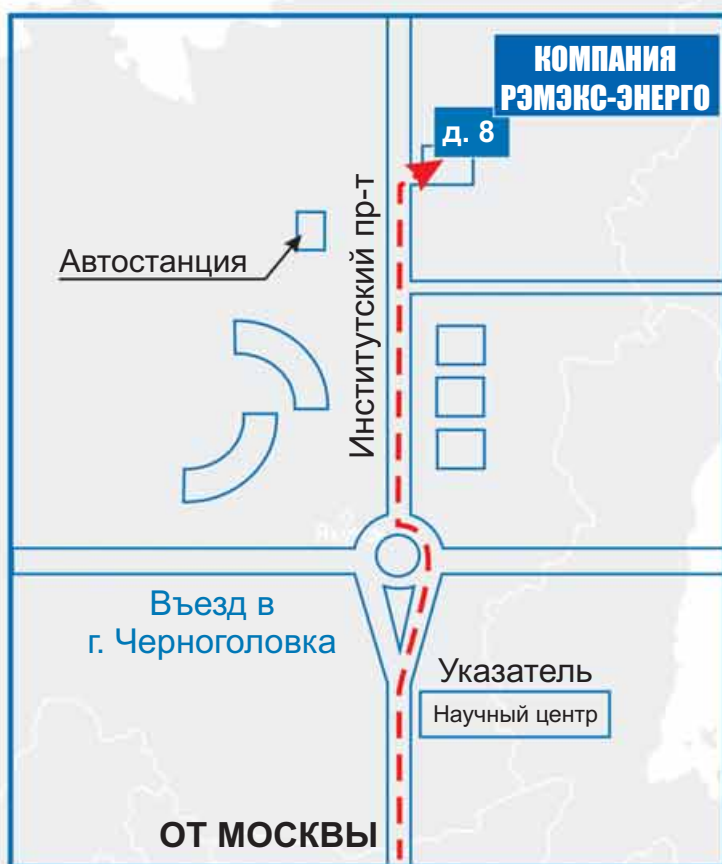 КОМПАНИЯ
РЭМЭКС-ЭНЕРГО
д. 8
Институтский пр-т
Автостанция
Въезд в
г. Черноголовка
Указатель
Научный центр
ОТ МОСКВЫ